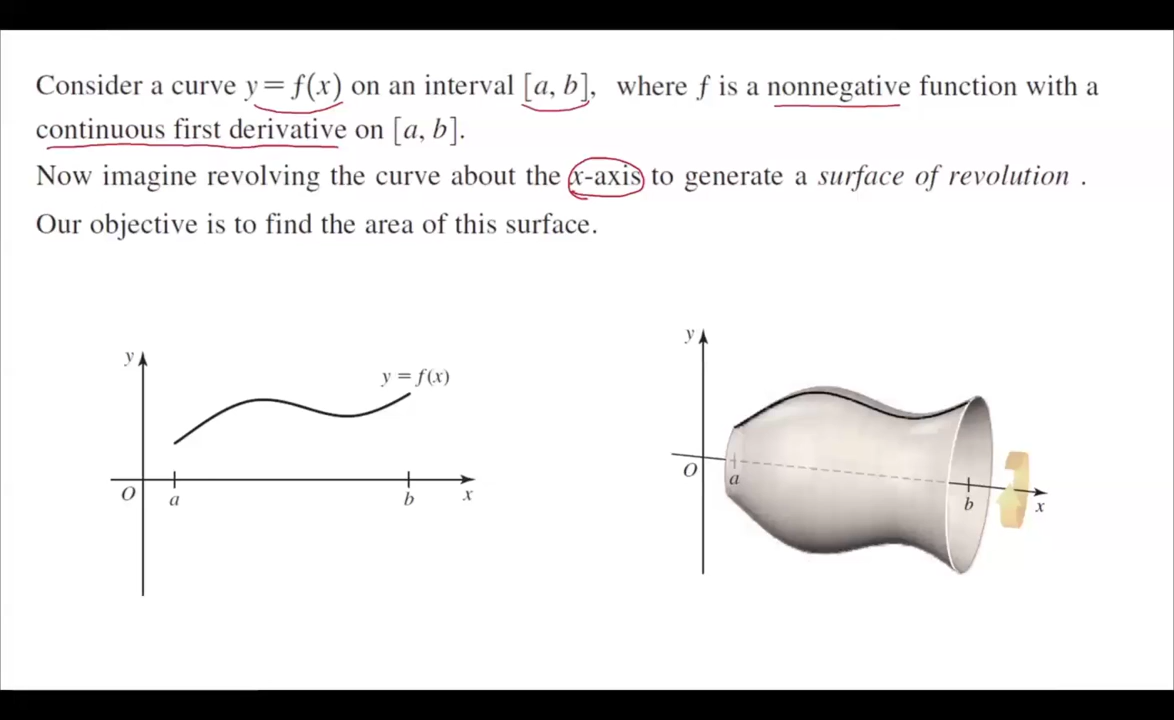 Consider a curve y = f(x) on an interval [a, b], where f is a nonnegative function with a
continuous first derivative on [a, b].
Now imagine revolving the curve about the x-axis to generate a surface of revolution .
Our objective is to find the area of this surface.
y
y = f(x)
O
a
b
x
y
O
a
b
x